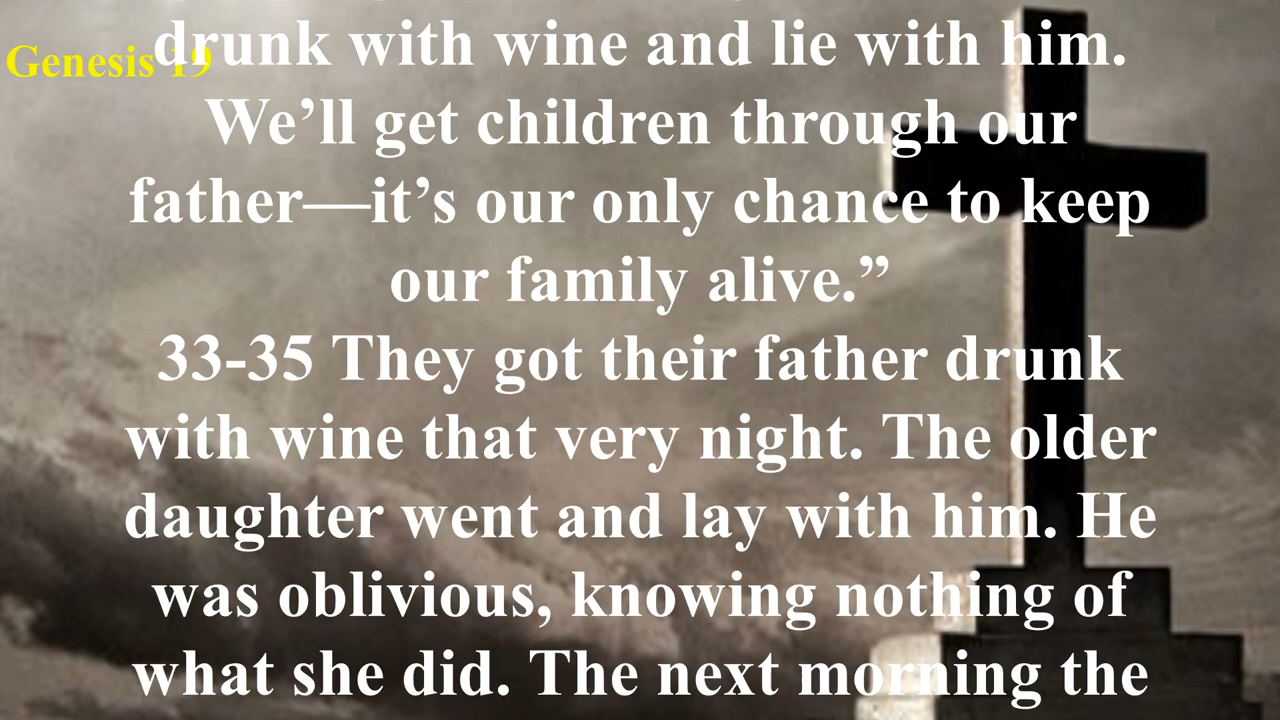 Genesis 19
drunk with wine and lie with him.
We’ll get children through our
father—it’s our only chance to keep
our family alive.”
33-35 They got their father drunk
with wine that very night. The older
daughter went and lay with him. He
was oblivious, knowing nothing of
what she did. The next morning the